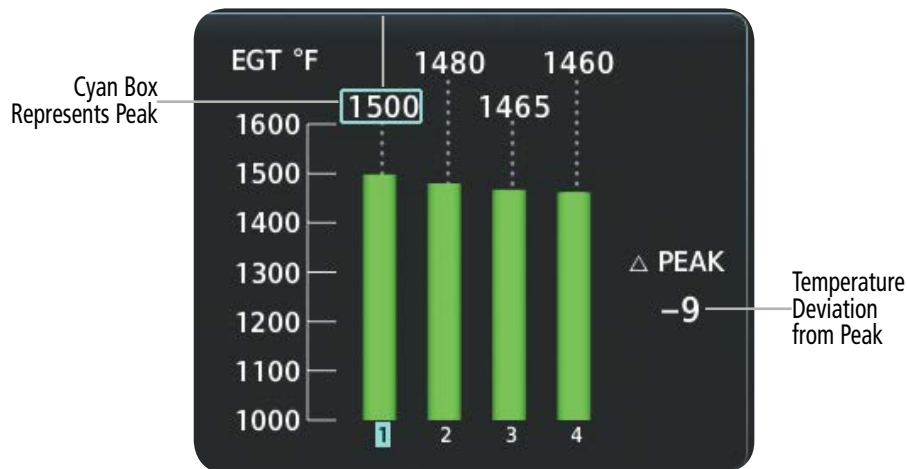 EGT °F
1480
1460
1500
1465
Cyan Box
Represents Peak
1600
1500
1400
1300
1200
1100
1000
1
2
3
4
△ PEAK
−9
Temperature
Deviation
from Peak